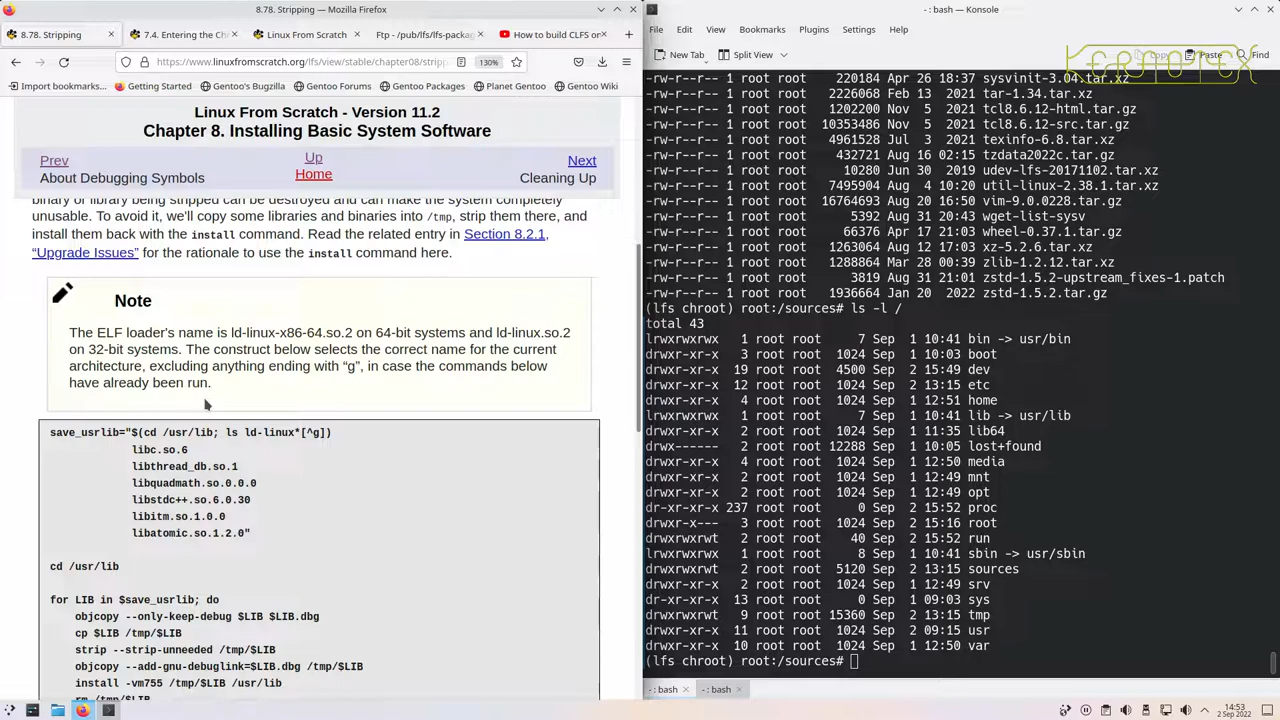 8.78. Stripping — Mozilla Firefox
8.78. Stripping
7.4. Entering the Ch
Linux From Scratch
Ftp - /pub/lfs/lfs-packag
How to build CLFS on
https://www.linuxfromscratch.org/lfs/view/stable/chapter08/strip
110%
Import bookmarks...
Getting Started
Gentoo's Bugzilla
Gentoo Forums
Gentoo Packages
Planet Gentoo
Gentoo Wiki
Linux From Scratch - Version 11.2
Chapter 8. Installing Basic System Software
Prev
Up
Next
About Debugging Symbols
Home
Cleaning Up
binary or library being stripped can be destroyed and can make the system completely
unusable. To avoid it, we'll copy some libraries and binaries into /tmp, strip them there, and
install them back with the install command. Read the related entry in Section 8.2.1,
“Upgrade Issues” for the rationale to use the install command here.
Note
The ELF loader's name is ld-linux-x86-64.so.2 on 64-bit systems and ld-linux.so.2
on 32-bit systems. The construct below selects the correct name for the current
architecture, excluding anything ending with “g”, in case the commands below
have already been run.
save_usrlib="$(cd /usr/lib; ls ld-linux*[^g])
libc.so.6
libthread_db.so.1
libquadmath.so.0.0.0
libstdc++.so.6.0.30
libitm.so.1.0.0
libatomic.so.1.2.0"
cd /usr/lib
for LIB in $save_usrlib; do
objcopy --only-keep-debug $LIB $LIB.dbg
cp $LIB /tmp/$LIB
strip --strip-unneeded /tmp/$LIB
objcopy --add-gnu-debuglink=$LIB.dbg /tmp/$LIB
install -vm755 /tmp/$LIB /usr/lib
rm /tmp/$LIB
- : bash — Konsole
File Edit View Bookmarks Plugins Settings Help
New Tab Split View Copy Paste Find
-rw-r--r-- 1 root root 220184 Apr 26 18:37 sysvinit-3.04.tar.xz
-rw-r--r-- 1 root root 2226068 Feb 13 2021 tar-1.34.tar.xz
-rw-r--r-- 1 root root 1202200 Nov 5 2021 tcl8.6.12-html.tar.gz
-rw-r--r-- 1 root root 10353486 Nov 5 2021 tcl8.6.12-src.tar.gz
-rw-r--r-- 1 root root 4961528 Jul 3 2021 texinfo-6.8.tar.xz
-rw-r--r-- 1 root root 432721 Aug 16 02:15 tzdata2022c.tar.gz
-rw-r--r-- 1 root root 10280 Jun 30 2019 udev-lfs-20171102.tar.xz
-rw-r--r-- 1 root root 7495904 Aug 4 10:20 util-linux-2.38.1.tar.xz
-rw-r--r-- 1 root root 16764693 Aug 20 16:50 vim-9.0.0228.tar.gz
-rw-r--r-- 1 root root 5392 Aug 31 20:43 wget-list-sysv
-rw-r--r-- 1 root root 66376 Apr 17 21:03 wheel-0.37.1.tar.gz
-rw-r--r-- 1 root root 1263064 Aug 12 17:03 xz-5.2.6.tar.xz
-rw-r--r-- 1 root root 1288864 Mar 28 00:39 zlib-1.2.12.tar.xz
-rw-r--r-- 1 root root 3819 Aug 31 21:01 zstd-1.5.2-upstream_fixes-1.patch
-rw-r--r-- 1 root root 1936664 Jan 20 2022 zstd-1.5.2.tar.gz
(lfs chroot) root:/sources# ls -l /
total 43
lrwxrwxrwx 1 root root 7 Sep 1 10:41 bin -> usr/bin
drwxr-xr-x 3 root root 1024 Sep 1 10:03 boot
drwxr-xr-x 19 root root 4500 Sep 2 15:49 dev
drwxr-xr-x 12 root root 1024 Sep 2 13:15 etc
drwxr-xr-x 4 root root 1024 Sep 1 12:51 home
lrwxrwxrwx 1 root root 7 Sep 1 10:41 lib -> usr/lib
drwxr-xr-x 2 root root 1024 Sep 1 11:35 lib64
drwx------ 2 root root 12288 Sep 1 10:05 lost+found
drwxr-xr-x 4 root root 1024 Sep 1 12:50 media
drwxr-xr-x 2 root root 1024 Sep 1 12:49 mnt
drwxr-xr-x 2 root root 1024 Sep 1 12:49 opt
dr-xr-xr-x 237 root root 0 Sep 2 15:52 proc
drwxr-x--- 3 root root 1024 Sep 2 15:16 root
drwxrwxrwt 2 root root 40 Sep 2 15:52 run
lrwxrwxrwx 1 root root 8 Sep 1 10:41 sbin -> usr/sbin
drwxrwxrwt 2 root root 5120 Sep 2 13:15 sources
drwxr-xr-x 2 root root 1024 Sep 1 12:49 srv
dr-xr-xr-x 13 root root 0 Sep 1 09:03 sys
drwxrwxrwt 9 root root 15360 Sep 2 13:15 tmp
drwxr-xr-x 11 root root 1024 Sep 1 09:15 usr
drwxr-xr-x 10 root root 1024 Sep 1 12:50 var
(lfs chroot) root:/sources#
- : bash
- : bash
14:53
2 Sep 2022